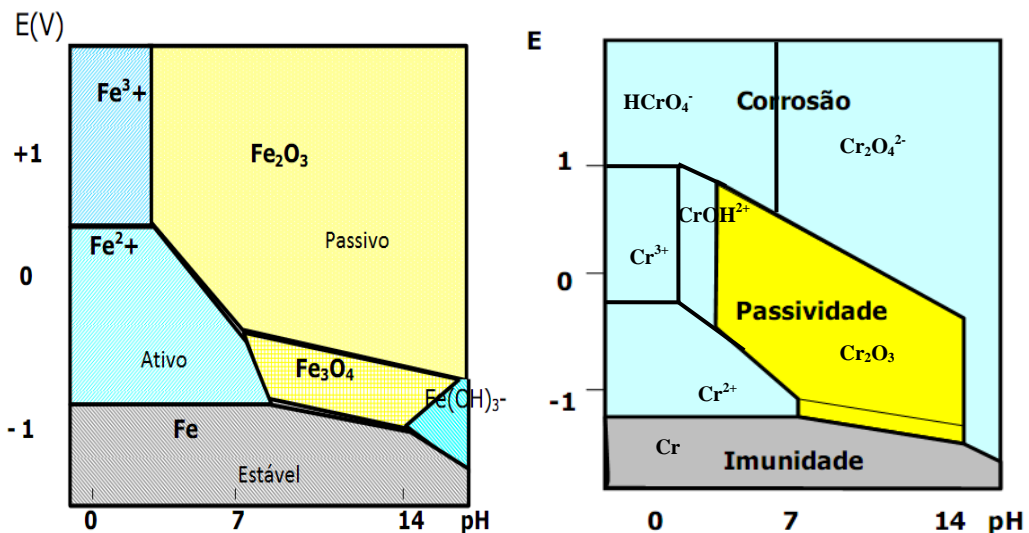 E(V)
Fe³+
Fe₂O₃
+1
Passivo
Fe²+
0
Ativo
Fe₃O₄
Fe(OH)₃-
-1
Fe
Estável
0 7 14 pH
E
HCrO₄⁻
Corrosão
Cr₂O₄²⁻
1
CrOH²⁺
Cr³⁺
0
Passividade
Cr₂O₃
-1
Cr²⁺
Cr
Imunidade
0 7 14 pH